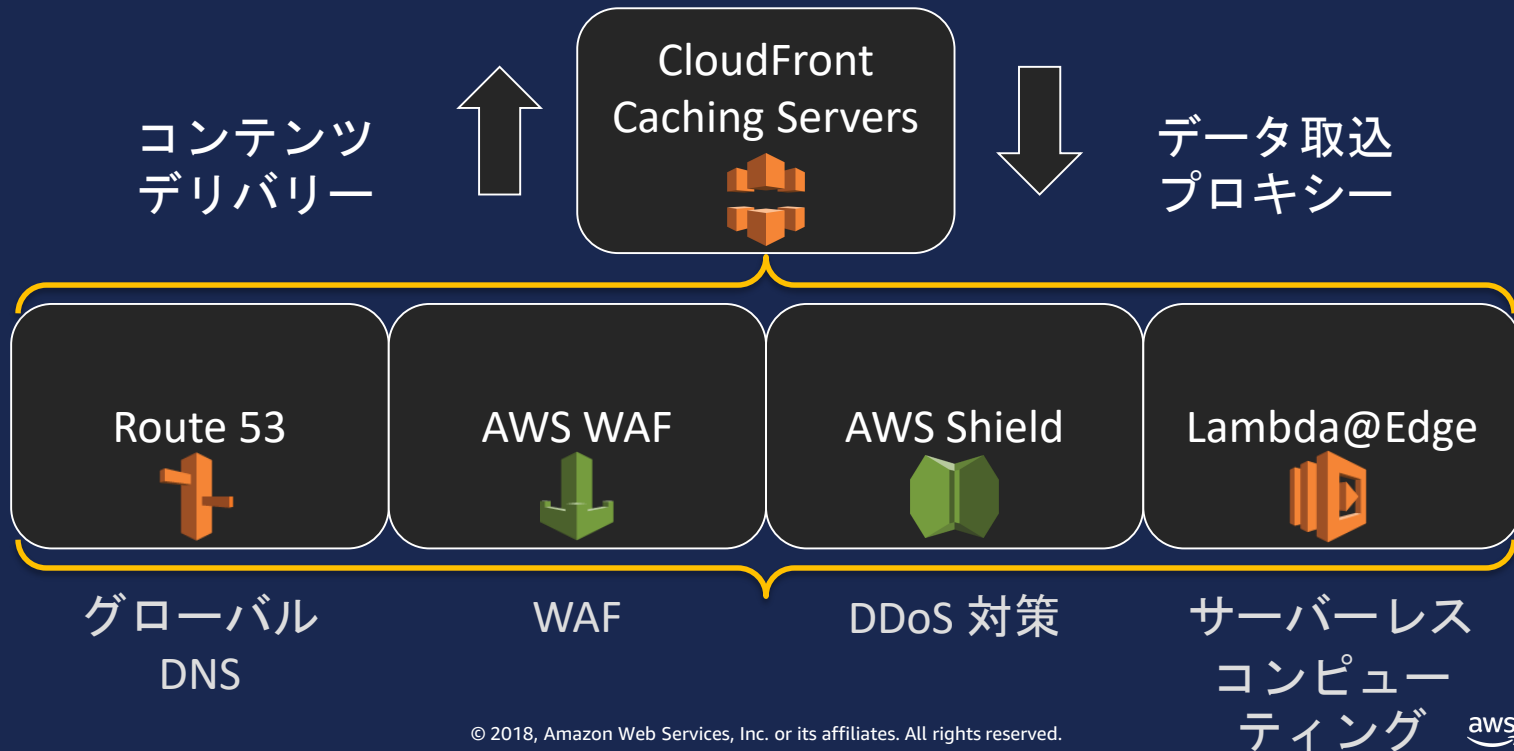 コンテンツ
デリバリー
CloudFront
Caching Servers
データ取込
プロキシー
Route 53
AWS WAF
AWS Shield
Lambda@Edge
グローバル
DNS
WAF
DDoS 対策
サーバーレス
コンピュー
ティング
© 2018, Amazon Web Services, Inc. or its affiliates. All rights reserved.
aws